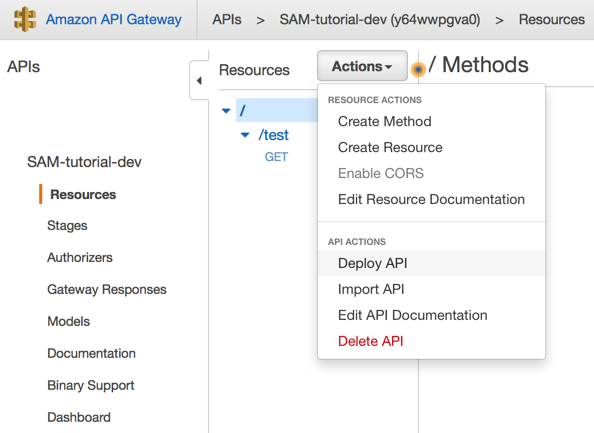 Amazon API Gateway APIs > SAM-tutorial-dev (y64wwpgva0) > Resources
APIs
Resources
Actions
/ Methods
/
/test
GET
RESOURCE ACTIONS
Create Method
Create Resource
Enable CORS
Edit Resource Documentation
API ACTIONS
Deploy API
Import API
Edit API Documentation
Delete API
SAM-tutorial-dev
Resources
Stages
Authorizers
Gateway Responses
Models
Documentation
Binary Support
Dashboard